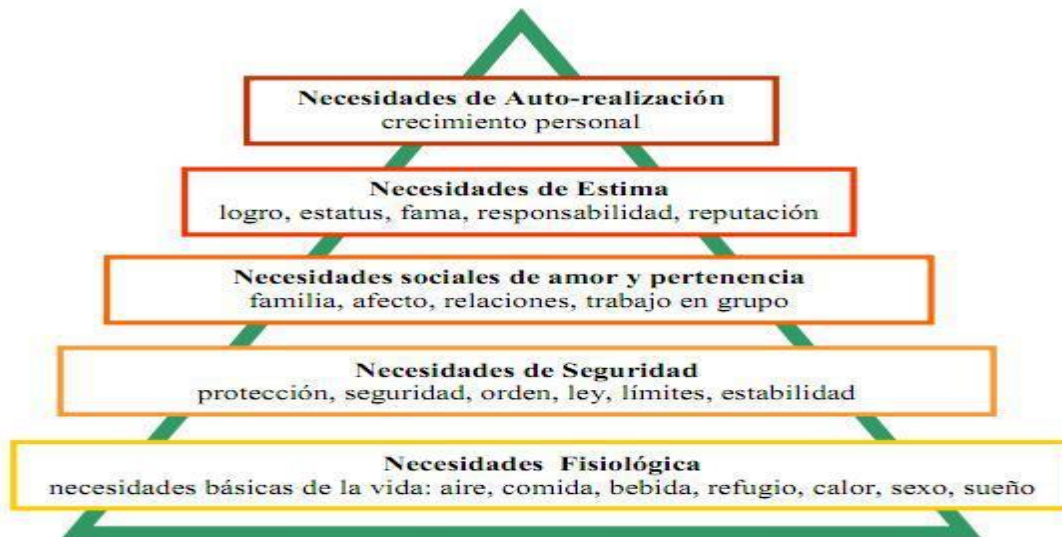 Necesidades de Auto-realización
crecimiento personal
Necesidades de Estima
logro, estatus, fama, responsabilidad, reputación
Necesidades sociales de amor y pertenencia
familia, afecto, relaciones, trabajo en grupo
Necesidades de Seguridad
protección, seguridad, orden, ley, límites, estabilidad
Necesidades Fisiológica
necesidades básicas de la vida: aire, comida, bebida, refugio, calor, sexo, sueño